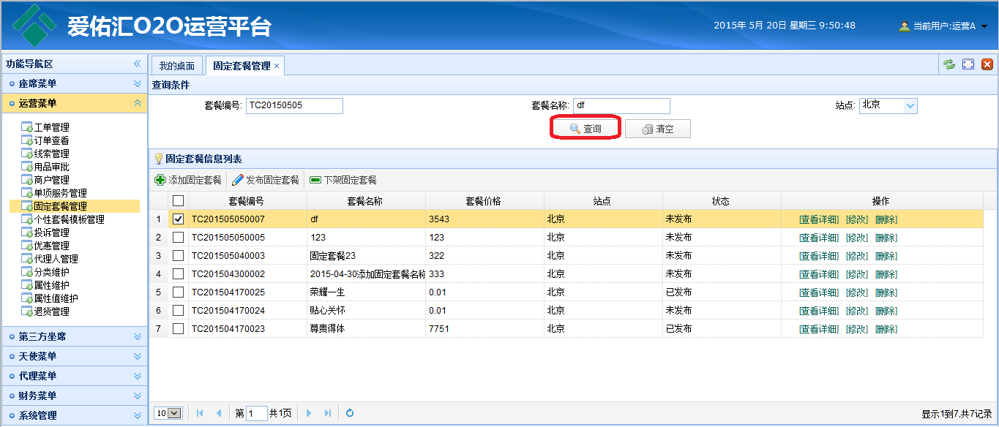 爱佑汇O2O运营平台
2015年 5月 20日 星期三 9:50:48 当前用户:运营A
功能导航区
座席菜单
运营菜单
工单管理
订单查看
线索管理
用品审批
商户管理
单项服务管理
固定套餐管理
个性套餐模板管理
投诉管理
优惠管理
代理人管理
分类维护
属性维护
属性值维护
退货管理
第三方坐席
天使菜单
代理菜单
财务菜单
系统管理
我的桌面 固定套餐管理
查询条件
套餐编号: TC20150505 套餐名称: df 站点: 北京
查询 清空
固定套餐信息列表
添加固定套餐 发布固定套餐 下架固定套餐
套餐编号 套餐名称 套餐价格 站点 状态 操作
1 TC201505050007 df 3543 北京 未发布 [查看详细] [修改] [删除]
2 TC201505050005 123 123 北京 未发布 [查看详细] [修改] [删除]
3 TC201505040003 固定套餐23 322 北京 未发布 [查看详细] [修改] [删除]
4 TC201504300002 2015-04-30添加固定套餐名称 333 北京 未发布 [查看详细] [修改] [删除]
5 TC201504170025 荣耀一生 0.01 北京 已发布 [查看详细] [修改] [删除]
6 TC201504170024 贴心关怀 0.01 北京 未发布 [查看详细] [修改] [删除]
7 TC201504170023 尊贵得体 7751 北京 已发布 [查看详细] [修改] [删除]
10 第 1 共1页 显示1到7,共7记录